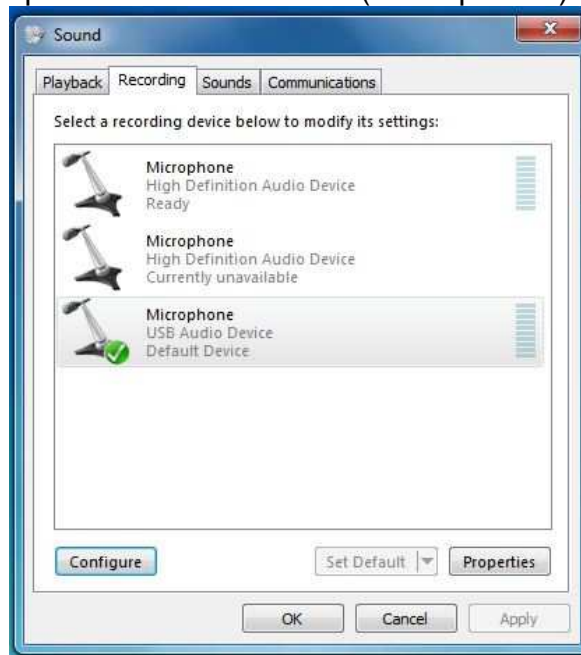 Sound
Playback Recording Sounds Communications
Select a recording device below to modify its settings:
Microphone
High Definition Audio Device
Ready
Microphone
High Definition Audio Device
Currently unavailable
Microphone
USB Audio Device
Default Device
Configure Set Default Properties
OK Cancel Apply